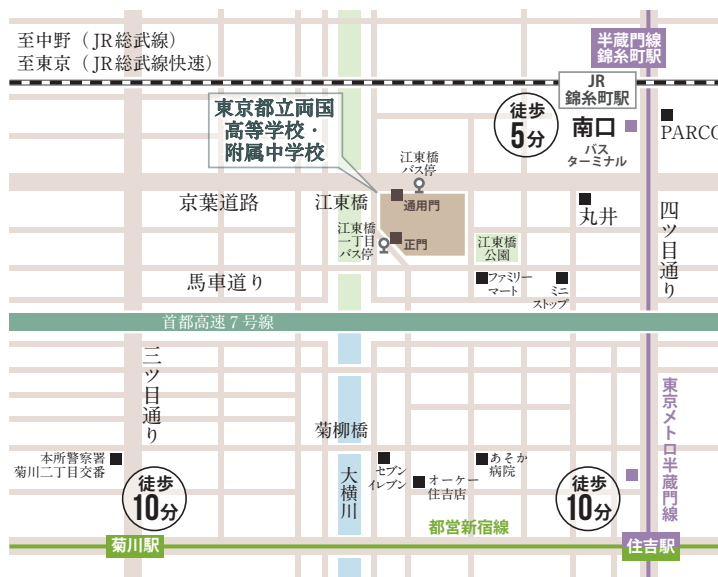 至中野（JR総武線）
至東京（JR総武線快速）
半蔵門線
錦糸町駅
JR
錦糸町駅
東京都立両国
高等学校・
附属中学校
徒歩
5分
南口
バス
ターミナル
PARCO
江東橋
バス停
京葉道路
江東橋
通用門
丸井
四ツ目通り
江東橋
一丁目
バス停
正門
江東橋
公園
馬車道り
ファミリー
マート
ミニ
ストップ
首都高速7号線
三ツ目通り
菊柳橋
東京メトロ半蔵門線
本所警察署
菊川二丁目交番
大横川
セブン
イレブン
オーケー
住吉店
あそか
病院
徒歩
10分
徒歩
10分
都営新宿線
菊川駅
住吉駅